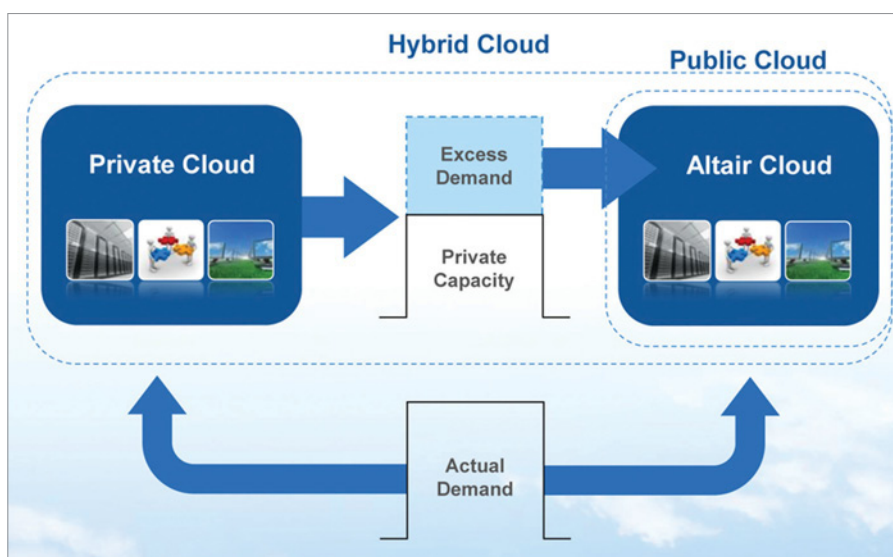 Hybrid Cloud
Public Cloud
Private Cloud
Excess
Demand
Altair Cloud
Private
Capacity
Actual
Demand